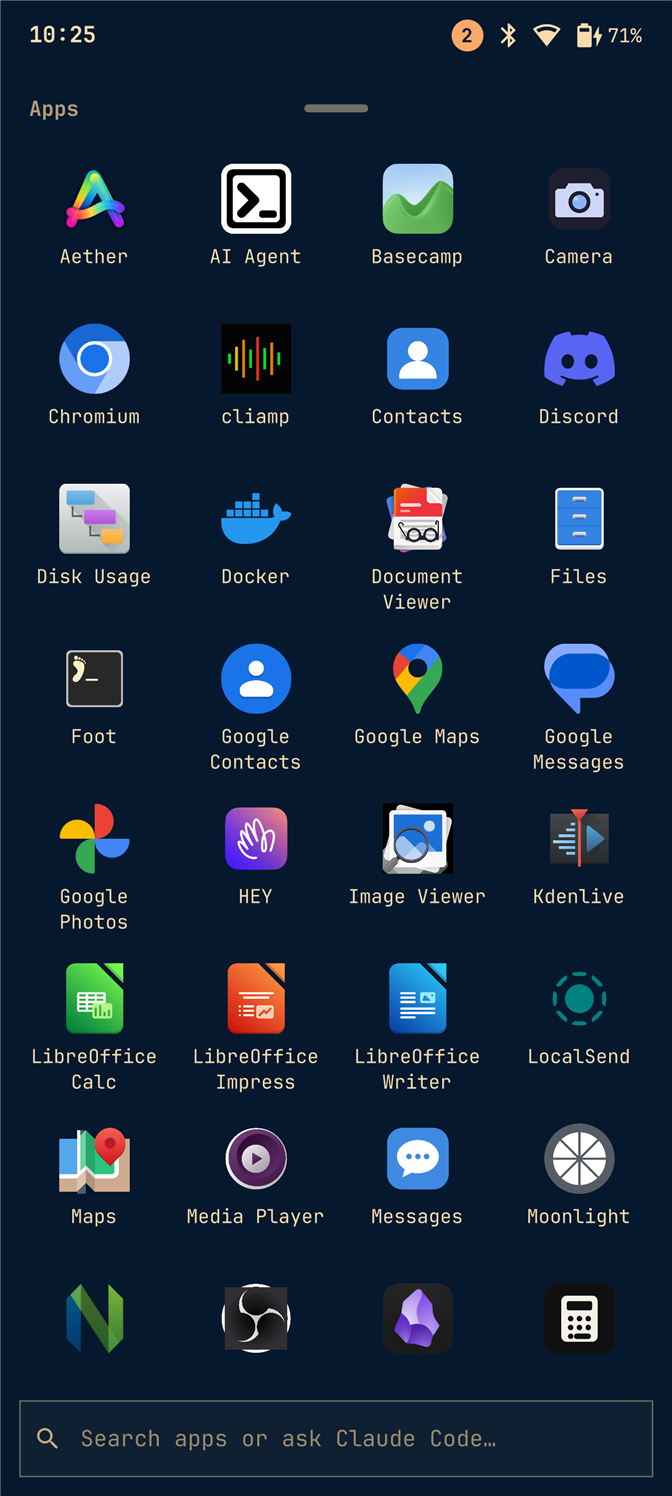 10:25
2
71%
Apps
Aether
AI Agent
Basecamp
Camera
Chromium
cliamp
Contacts
Discord
Disk Usage
Docker
Document
Viewer
Files
Foot
Google
Contacts
Google Maps
Google
Messages
Google
Photos
HEY
Image Viewer
Kdenlive
LibreOffice
Calc
LibreOffice
Impress
LibreOffice
Writer
LocalSend
Maps
Media Player
Messages
Moonlight
Search apps or ask Claude Code…